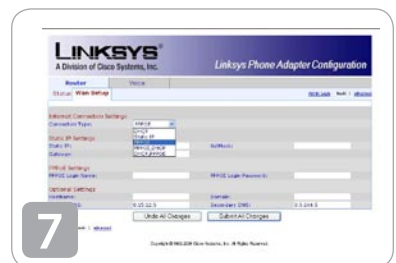 LINKSYS®
A Division of Cisco Systems, Inc.
Linksys Phone Adapter Configuration
Router Voice
Status Wan Setup
Internet Connection Settings
Connection Type: PPPOE
DHCP
Static IP
PPPOE
Static IP Settings
Static IP: NetMask:
Gateway:
PPPOE Settings
PPPOE Login Name: PPPOE Login Password:
Optional Settings
HostName: Domain:
Secondary DNS:
Undo All Changes Submit All Changes
7